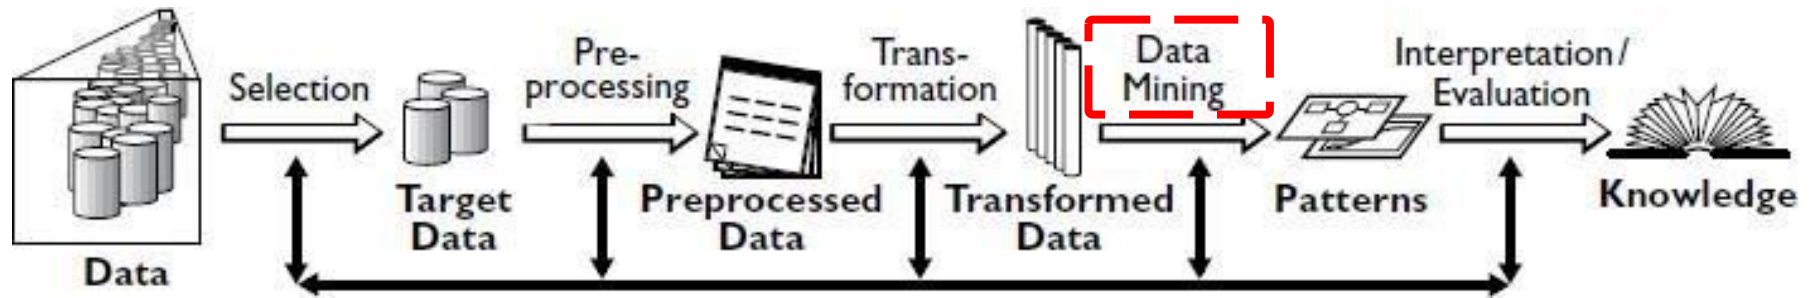 Data
Selection
Target
Data
Pre-
processing
Preprocessed
Data
Trans-
formation
Transformed
Data
Data
Mining
Patterns
Interpretation/
Evaluation
Knowledge